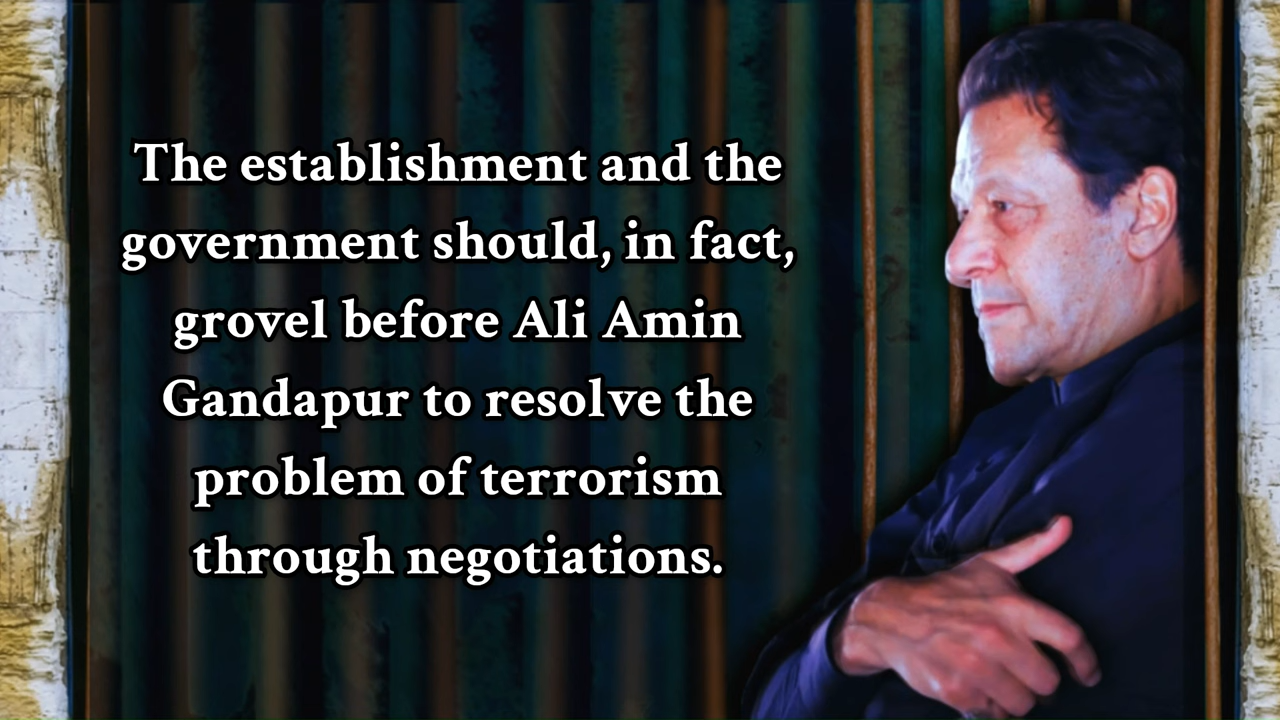 The establishment and the
government should, in fact,
grovel before Ali Amin
Gandapur to resolve the
problem of terrorism
through negotiations.